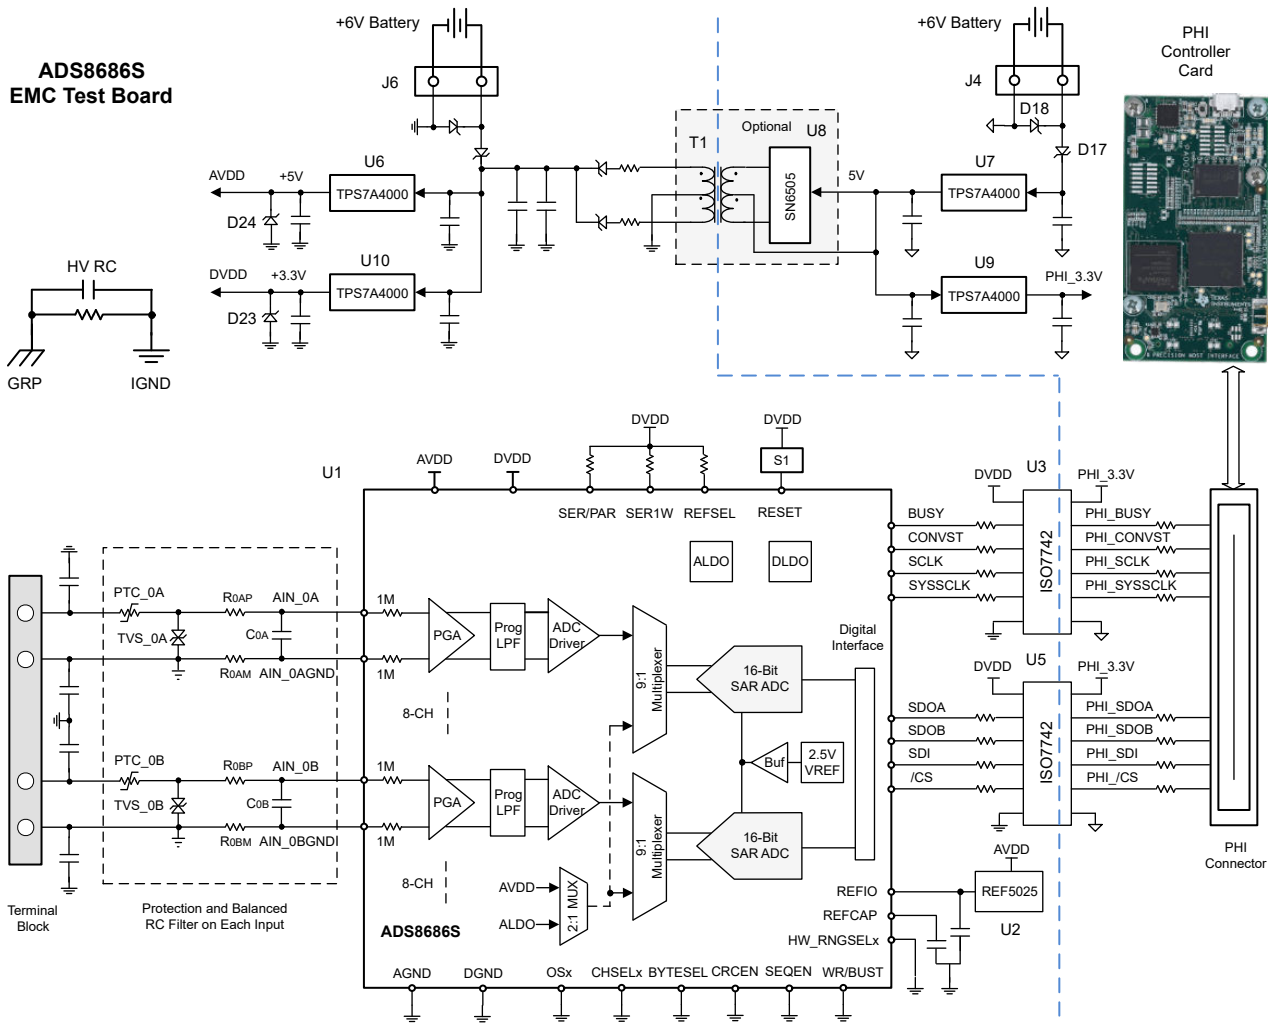 ADS8686S
EMC Test Board
+6V Battery
J6
+6V Battery
J4
D18
D17
PHI
Controller
Card
Optional
T1
U8
SN6505
5V
U6
TPS7A4000
AVDD
+5V
D24
U10
TPS7A4000
DVDD
+3.3V
D23
U7
TPS7A4000
U9
TPS7A4000
PHI_3.3V
HV RC
GRP
IGND
U1
AVDD
DVDD
DVDD
DVDD
S1
SER/PAR
SER1W
REFSEL
RESET
ALDO
DLDO
U3
DVDD
PHI_3.3V
ISO7742
BUSY
CONVST
SCLK
SYSSCLK
PHI_BUSY
PHI_CONVST
PHI_SCLK
PHI_SYSSCLK
U5
DVDD
PHI_3.3V
ISO7742
SDOA
SDOB
SDI
/CS
PHI_SDOA
PHI_SDOB
PHI_SDI
PHI_/CS
PHI
Connector
PTC_0A
TVS_0A
R0AP
AIN_0A
C0A
R0AM
AIN_0AGND
1M
1M
PGA
Prog
LPF
ADC
Driver
9:1
Multiplexer
16-Bit
SAR ADC
Digital
Interface
8-CH
Buf
2.5V
VREF
PTC_0B
TVS_0B
R0BP
AIN_0B
C0B
R0BM
AIN_0BGND
1M
1M
PGA
Prog
LPF
ADC
Driver
9:1
Multiplexer
16-Bit
SAR ADC
8-CH
AVDD
ALDO
2:1 MUX
ADS8686S
Terminal
Block
Protection and Balanced
RC Filter on Each Input
AVDD
REF5025
U2
REFIO
REFCAP
HW_RNGSELx
AGND
DGND
OSx
CHSELx
BYTESEL
CRCEN
SEQEN
WR/BUST
TEXAS
INSTRUMENTS
PRECISION HOST INTERFACE